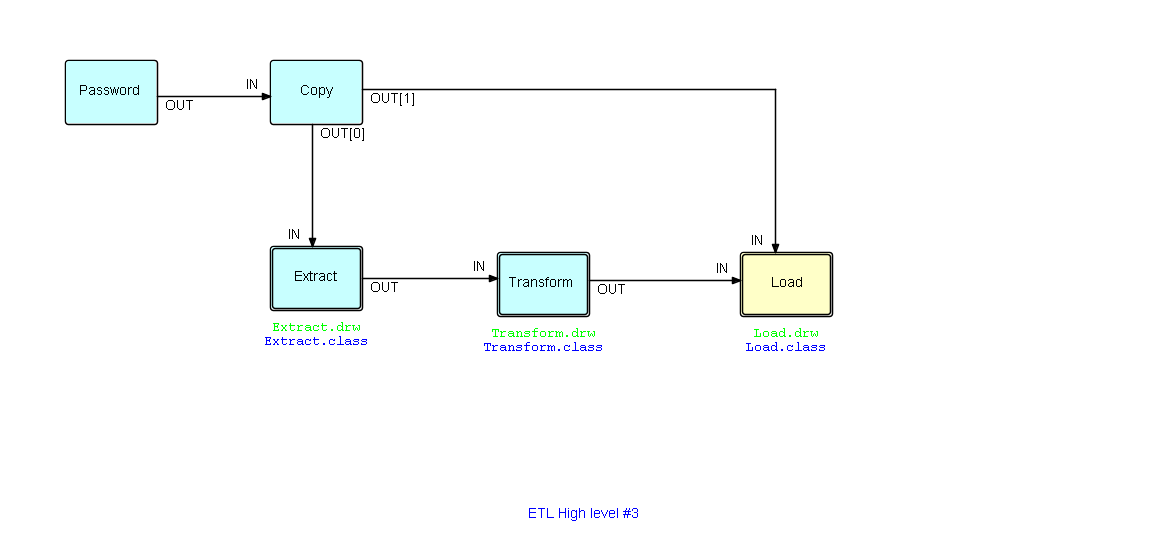 Password
OUT
IN
Copy
OUT[1]
OUT[0]
IN
Extract
OUT
Extract.drw
Extract.class
IN
Transform
OUT
Transform.drw
Transform.class
IN
IN
Load
Load.drw
Load.class
ETL High level #3